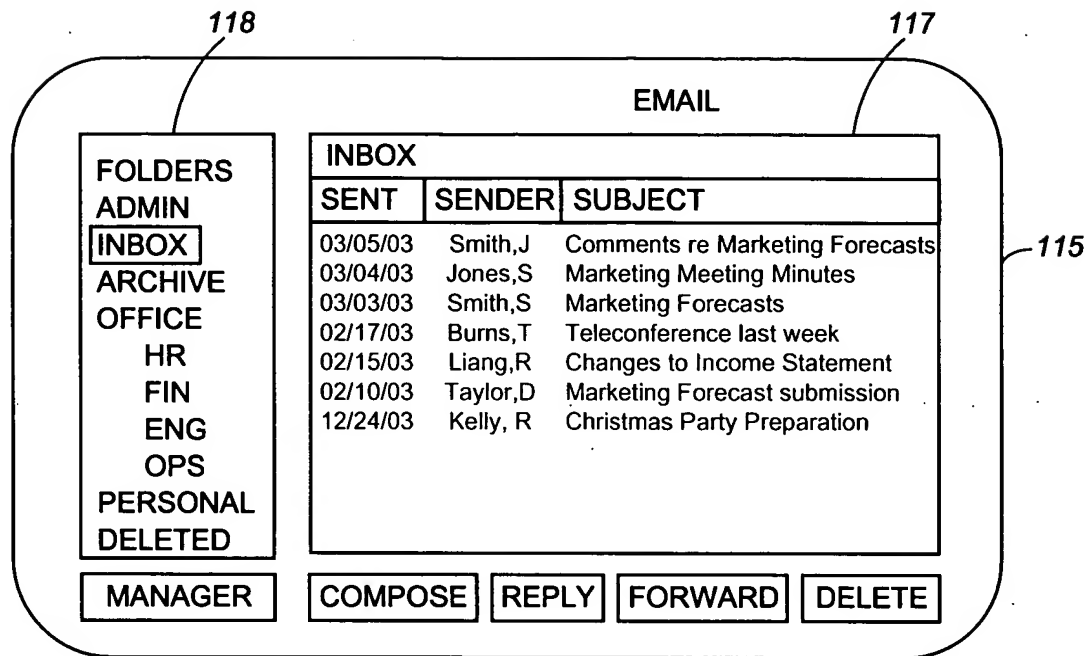 118
117
EMAIL
FOLDERS
ADMIN
INBOX
ARCHIVE
OFFICE
HR
FIN
ENG
OPS
PERSONAL
DELETED
MANAGER
INBOX
SENT SENDER SUBJECT
03/05/03 Smith,J Comments re Marketing Forecasts
03/04/03 Jones,S Marketing Meeting Minutes
03/03/03 Smith,S Marketing Forecasts
02/17/03 Burns,T Teleconference last week
02/15/03 Liang,R Changes to Income Statement
02/10/03 Taylor,D Marketing Forecast submission
12/24/03 Kelly, R Christmas Party Preparation
COMPOSE REPLY FORWARD DELETE
115